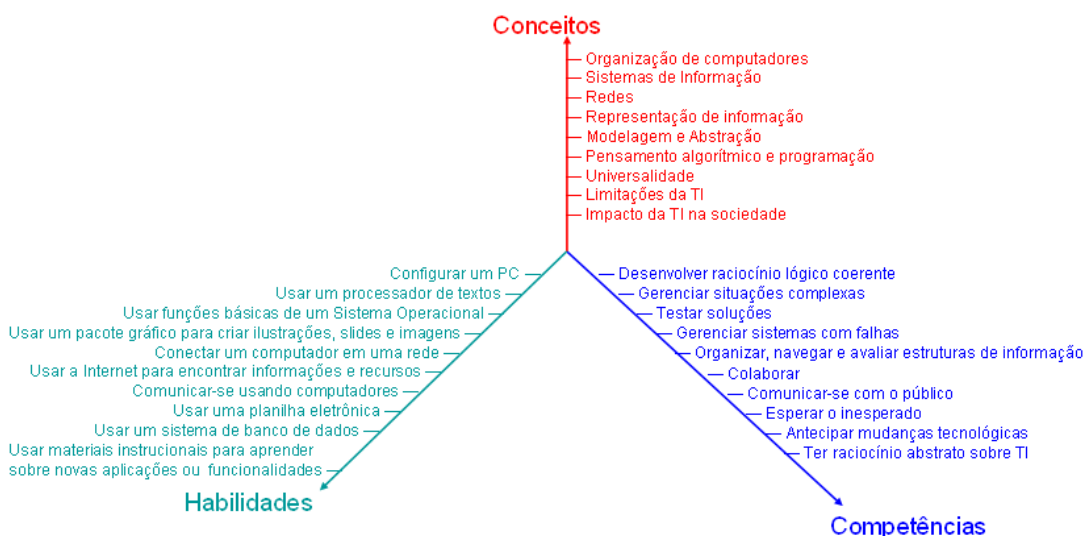 Conceitos
Organização de computadores
Sistemas de Informação
Redes
Representação de informação
Modelagem e Abstração
Pensamento algorítmico e programação
Universalidade
Limitações da TI
Impacto da TI na sociedade
Configurar um PC
Usar um processador de textos
Usar funções básicas de um Sistema Operacional
Usar um pacote gráfico para criar ilustrações, slides e imagens
Conectar um computador em uma rede
Usar a Internet para encontrar informações e recursos
Comunicar-se usando computadores
Usar uma planilha eletrônica
Usar um sistema de banco de dados
Usar materiais instrucionais para aprender
sobre novas aplicações ou funcionalidades
Habilidades
Desenvolver raciocínio lógico coerente
Gerenciar situações complexas
Testar soluções
Gerenciar sistemas com falhas
Organizar, navegar e avaliar estruturas de informação
Colaborar
Comunicar-se com o público
Esperar o inesperado
Antecipar mudanças tecnológicas
Ter raciocínio abstrato sobre TI
Competências